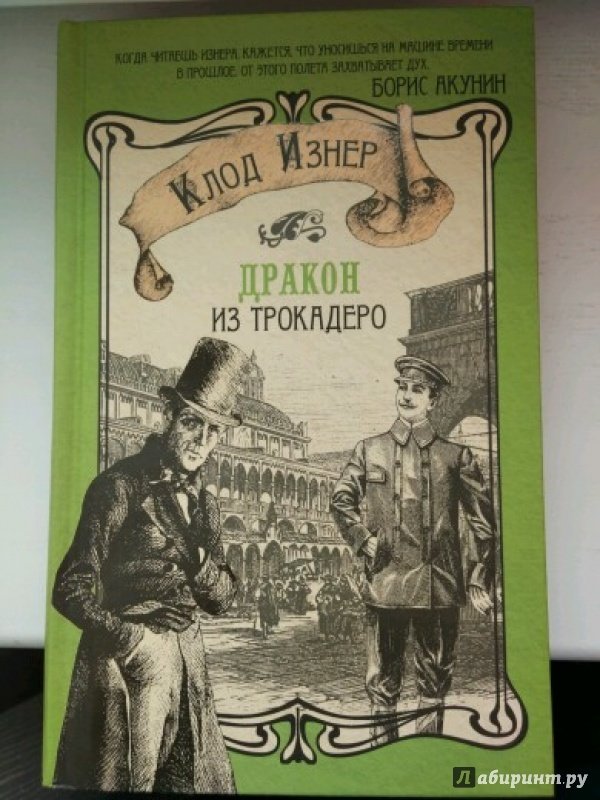 КОГДА ЧИТАЕШЬ ИЗНЕРА, КАЖЕТСЯ, ЧТО УНОСИШЬСЯ НА МАШИНЕ ВРЕМЕНИ
В ПРОШЛОЕ. ОТ ЭТОГО ПОЛЕТА ЗАХВАТЫВАЕТ ДУХ.
БОРИС АКУНИН
КЛОД ИЗНЕР
ДРАКОН
ИЗ ТРОКАДЕРО
Лабиринт.ру